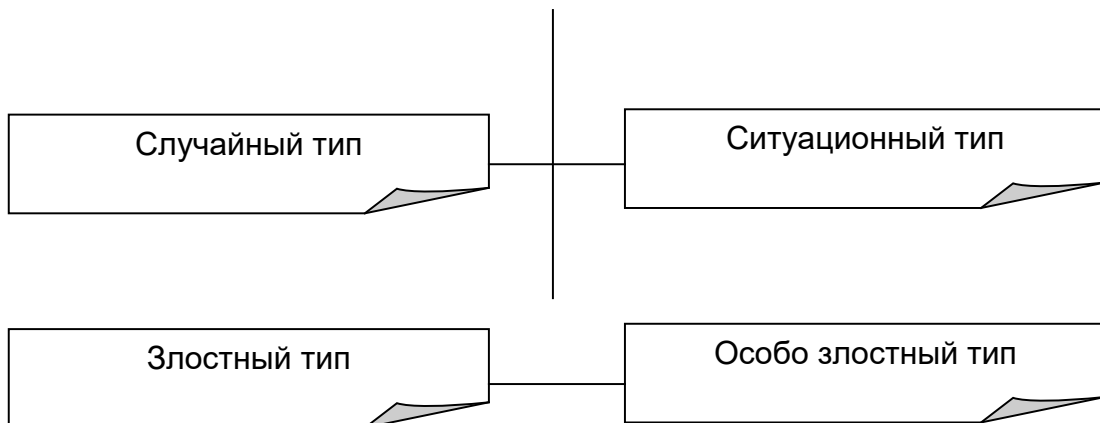 Случайный тип
Ситуационный тип
Злостный тип
Особо злостный тип